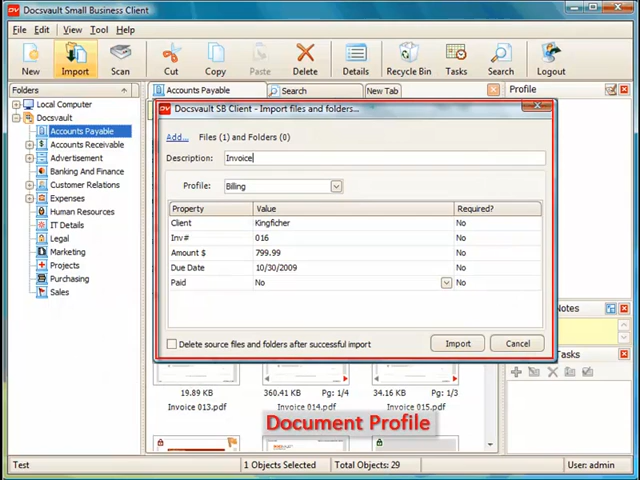 Docsvault Small Business Client
File Edit View Tools Help
New Import Scan Cut Copy Paste Delete Details Recycle Bin Tasks Search Logout
Folders
Accounts Payable Search New Tab
Profile
Local Computer
Docsvault
Accounts Payable
Accounts Receivable
Advertisement
Banking And Finance
Customer Relations
Expenses
Human Resources
IT Details
Legal
Marketing
Projects
Purchasing
Sales
Docsvault SB Client - Import files and folders...
Add... Files (1) and Folders (0)
Description: Invoice
Profile: Billing
Property Value Required?
Client Kingficher No
Inv# 016 No
Amount $ 799.99 No
Due Date 10/30/2009 No
Paid No No
Delete source files and folders after successful import
Import Cancel
Notes
Tasks
19.89 KB 360.41 KB Pg: 1/4 34.16 KB Pg: 1/3
Invoice 013.pdf Invoice 014.pdf Invoice 015.pdf
Document Profile
Test 1 Objects Selected Total Objects: 29 User: admin